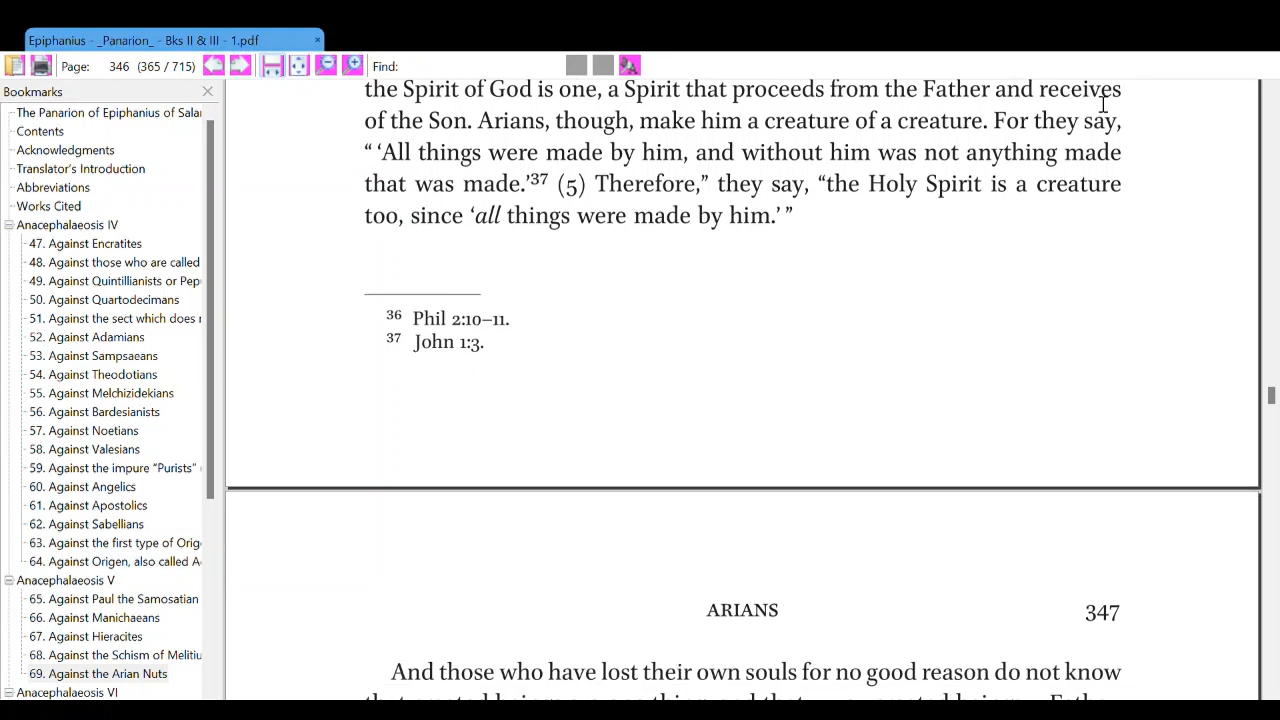 Epiphanius - _Panarion_ - Bks II & III - 1.pdf
Page: 346 (365 / 715) Find:
Bookmarks
The Panarion of Epiphanius of Salar
Contents
Acknowledgments
Translator's Introduction
Abbreviations
Works Cited
Anacephalaeosis IV
47. Against Encratites
48. Against those who are called
49. Against Quintillianists or Pep
50. Against Quartodecimans
51. Against the sect which does r
52. Against Adamians
53. Against Sampsaeans
54. Against Theodotians
55. Against Melchizidekians
56. Against Bardesianists
57. Against Noetians
58. Against Valesians
59. Against the impure “Purists” (
60. Against Angelics
61. Against Apostolics
62. Against Sabellians
63. Against the first type of Orig
64. Against Origen, also called A
Anacephalaeosis V
65. Against Paul the Samosatian
66. Against Manichaeans
67. Against Hieracites
68. Against the Schism of Melitiu
69. Against the Arian Nuts
Anacephalaeosis VI
the Spirit of God is one, a Spirit that proceeds from the Father and receives
of the Son. Arians, though, make him a creature of a creature. For they say,
“ ‘All things were made by him, and without him was not anything made
that was made.’37 (5) Therefore,” they say, “the Holy Spirit is a creature
too, since ‘all things were made by him.’ ”
36 Phil 2:10–11.
37 John 1:3.
ARIANS 347
And those who have lost their own souls for no good reason do not know